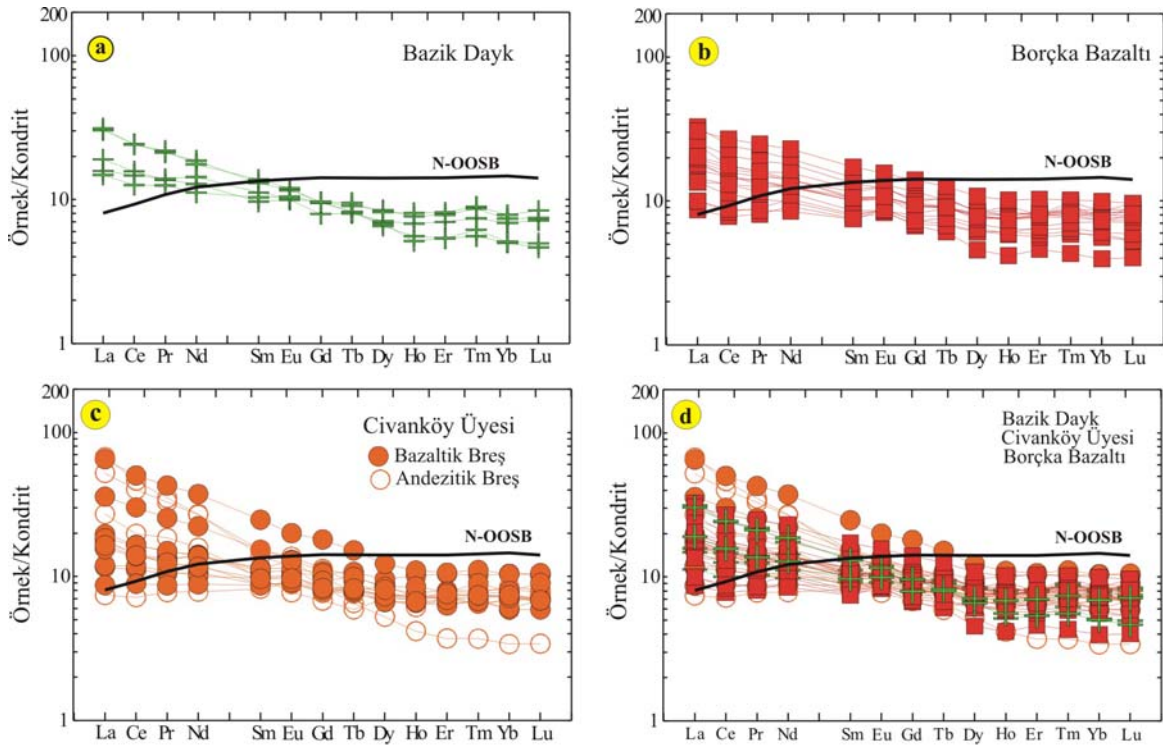 200
100
10
1
Örnek/Kondrit
a
Bazik Dayk
N-OOSB
La Ce Pr Nd Sm Eu Gd Tb Dy Ho Er Tm Yb Lu
200
100
10
1
Örnek/Kondrit
b
Borçka Bazaltı
N-OOSB
La Ce Pr Nd Sm Eu Gd Tb Dy Ho Er Tm Yb Lu
200
100
10
1
Örnek/Kondrit
c
Civanköy Üyesi
Bazaltik Breş
Andezitik Breş
N-OOSB
La Ce Pr Nd Sm Eu Gd Tb Dy Ho Er Tm Yb Lu
200
100
10
1
Örnek/Kondrit
d
Bazik Dayk
Civanköy Üyesi
Borçka Bazaltı
N-OOSB
La Ce Pr Nd Sm Eu Gd Tb Dy Ho Er Tm Yb Lu